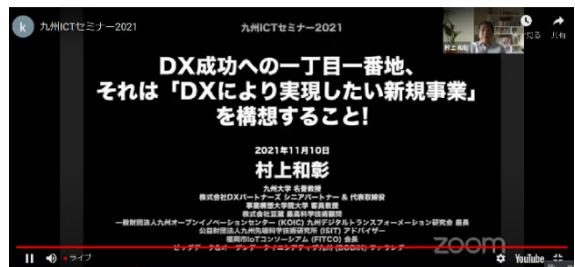 k 九州ICTセミナー2021
九州ICTセミナー2021
共有
村上和彰
DX成功への一丁目一番地、
それは「DXにより実現したい新規事業」
を構想すること!
2021年11月10日
村上和彰
九州大学 名誉教授
株式会社DXパートナーズ シニアパートナー & 代表取締役
事業構想大学院大学 客員教授
株式会社豆蔵 最高科学技術顧問
一般財団法人九州オープンイノベーションセンター (KOIC) 九州デジタルトランスフォーメーション研究会 座長
公益財団法人九州先端科学技術研究所 (ISIT) アドバイザー
福岡市IoTコンソーシアム (FITCO) 会長
zoom
ライブ
YouTube